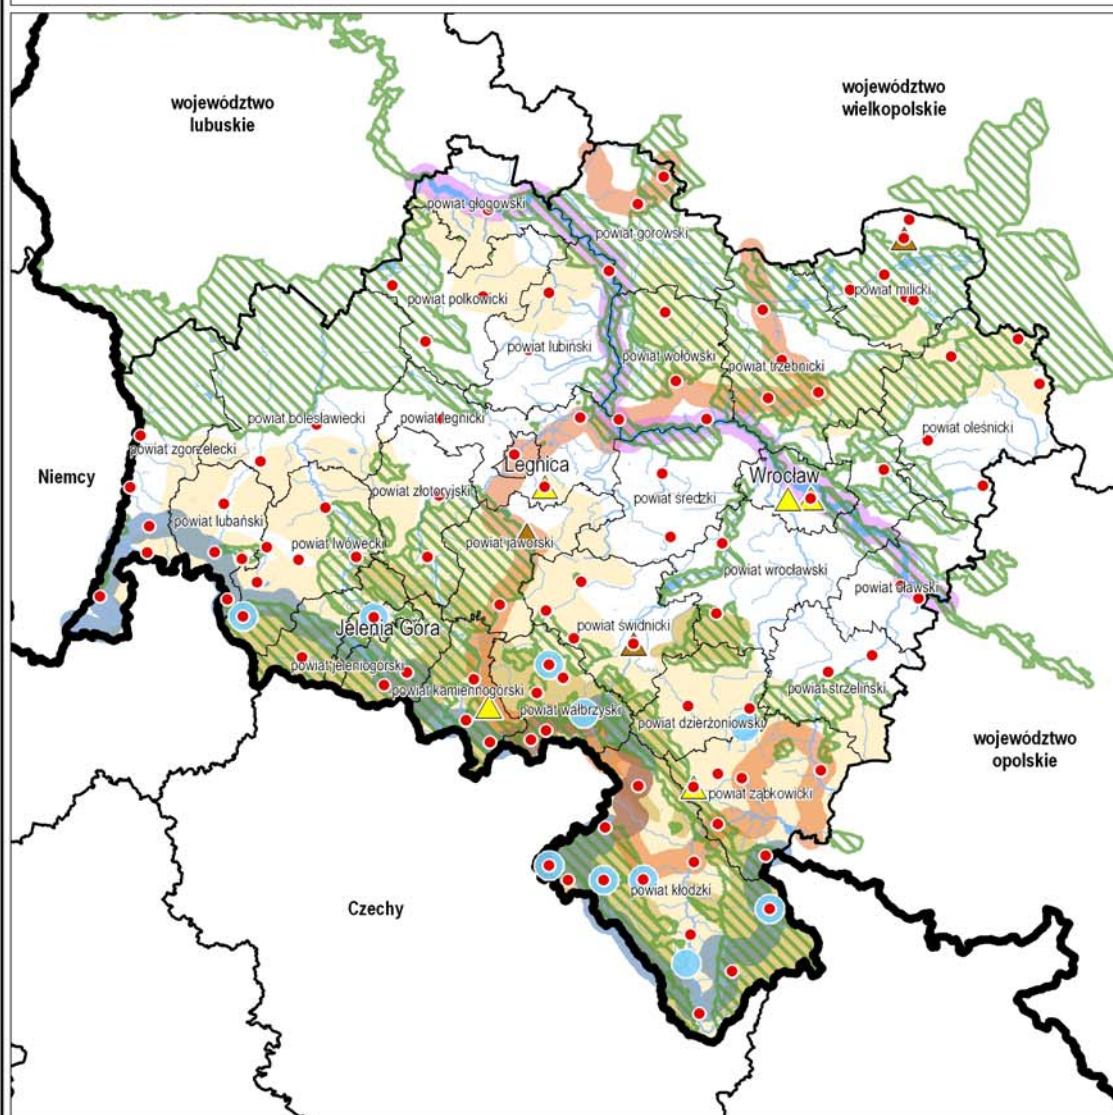 województwo
lubuskie
województwo
wielkopolskie
powiat głogowski
powiat górowski
powiat polkowicki
powiat milicki
powiat lubiński
powiat wołowski
powiat trzebnicki
powiat bolesławiecki
powiat legnicki
powiat oleśnicki
powiat zgorzelecki
Niemcy
Legnica
Wrocław
powiat złotoryjski
powiat średzki
powiat lubański
powiat lwówecki
powiat jaworski
powiat wrocławski
powiat oławski
Jelenia Góra
powiat świdnicki
powiat jeleniogórski
powiat kamiennogórski
powiat strzeliński
powiat wałbrzyski
powiat dzierżoniowski
województwo
opolskie
powiat ząbkowicki
powiat kłodzki
Czechy